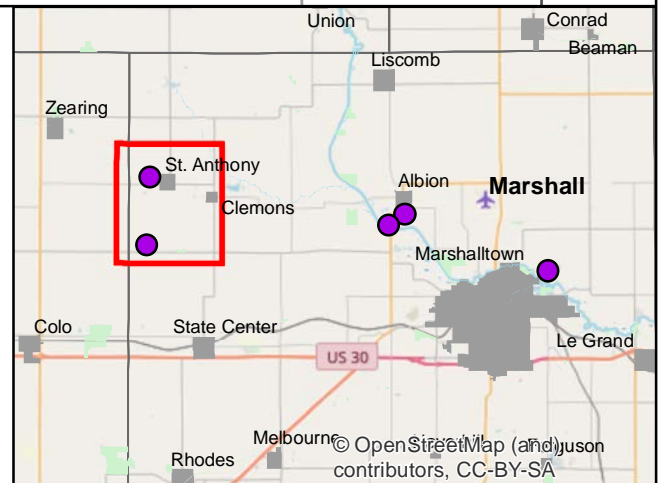 Union
Conrad
Beaman
Liscomb
Zearing
St. Anthony
Albion
Marshall
Clemons
Marshalltown
Colo
State Center
Le Grand
US 30
Melbourne
© OpenStreetMap (and)
contributors, CC-BY-SA
Rhodes